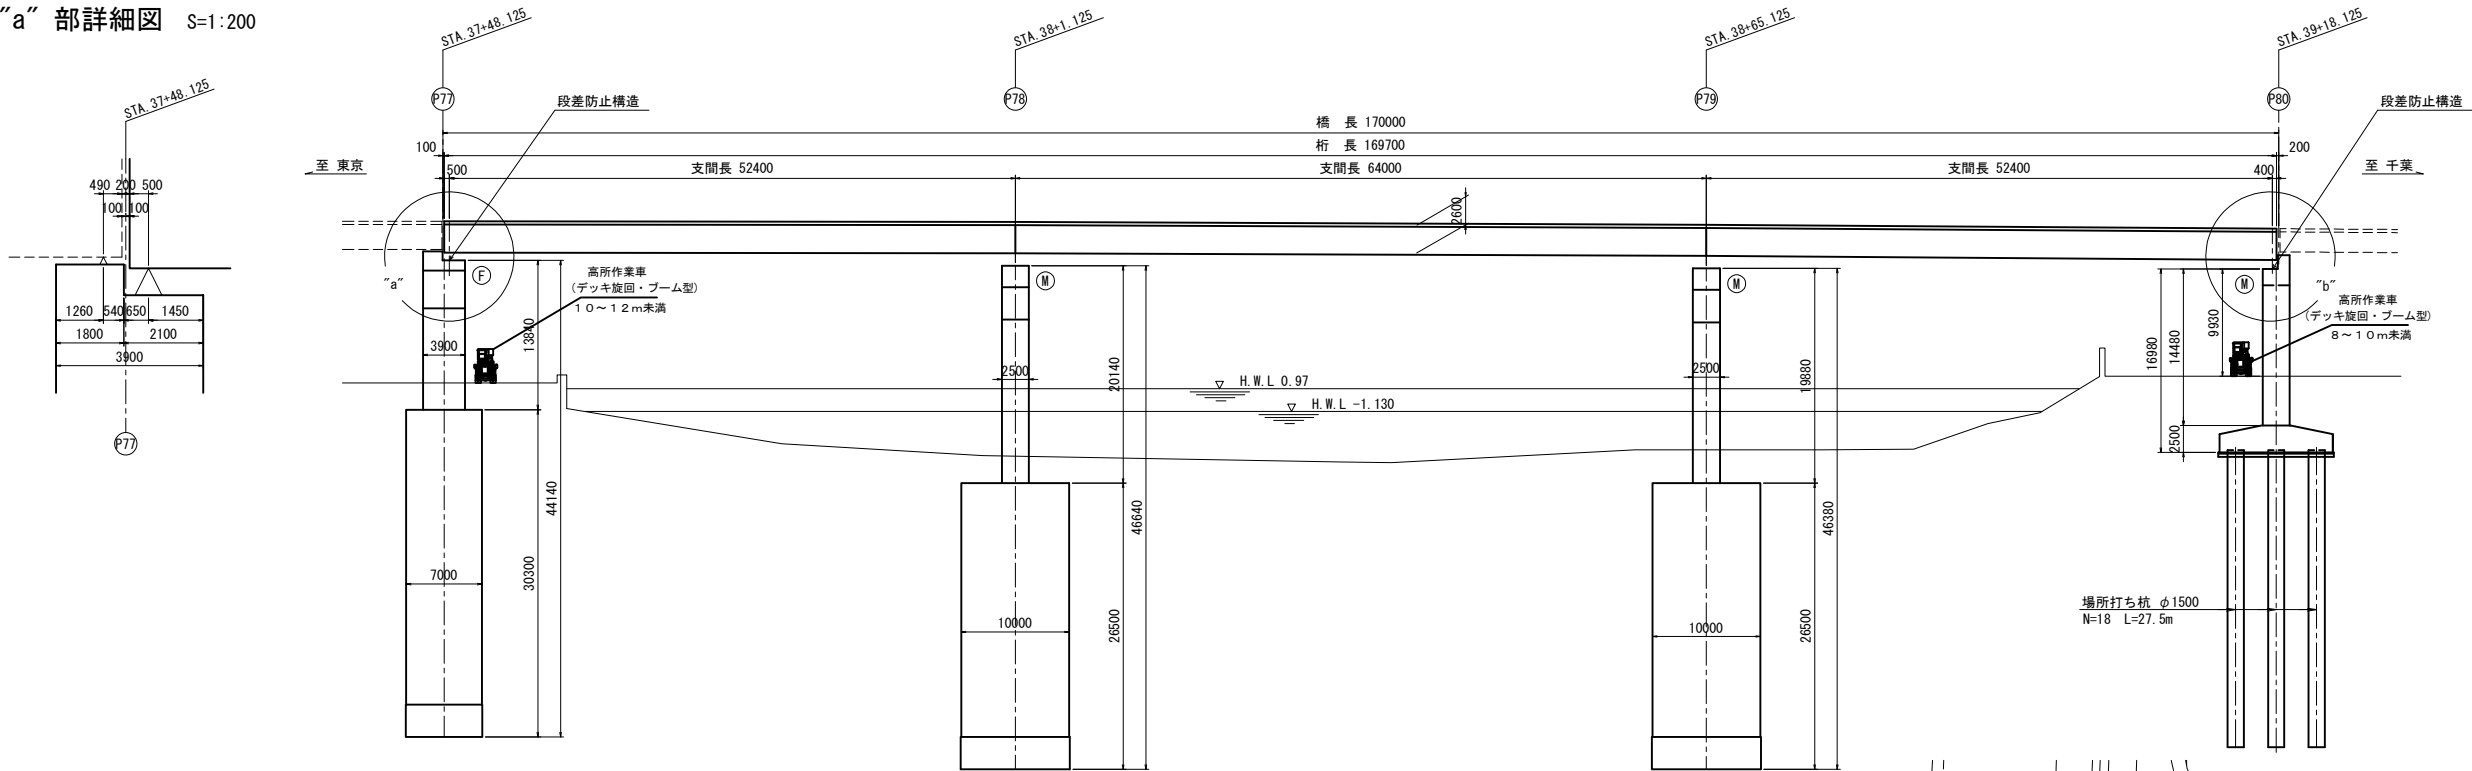 "a" 部詳細図 S=1:200
STA.37+48.125
STA.38+1.125
STA.38+65.125
STA.39+18.125
STA.37+48.125
P77
P78
P79
P80
段差防止構造
段差防止構造
橋 長 170000
100
桁 長 169700
200
至 東京
500
支間長 52400
支間長 64000
支間長 52400
400
至 千葉
490 200 500
100 100
2600
"a"
F
M
M
M
"b"
高所作業車
(デッキ旋回・ブーム型)
10~12m未満
高所作業車
(デッキ旋回・ブーム型)
8~10m未満
1260 540 650 1450
1800 2100
3900
P77
3900
13840
44140
30300
7000
2500
20140
46640
26500
10000
H.W.L 0.97
H.W.L -1.130
2500
19880
46380
26500
10000
16980
14480
9930
2500
場所打ち杭 φ1500
N=18 L=27.5m